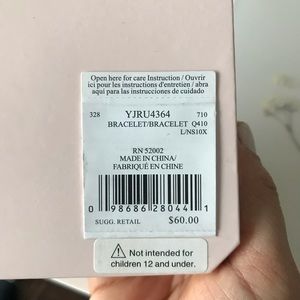 Open here for care Instruction / Ouvrir
ici pour les instructions d'entretien / abra
aquí para las instrucciones de cuidado
328 YJRU4364 710
BRACELET/BRACELET Q410
L/NS10X
RN 52002
MADE IN CHINA/
FABRIQUÉ EN CHINE
0 98686 28044 1
SUGG. RETAIL $60.00
Not intended for
children 12 and under.